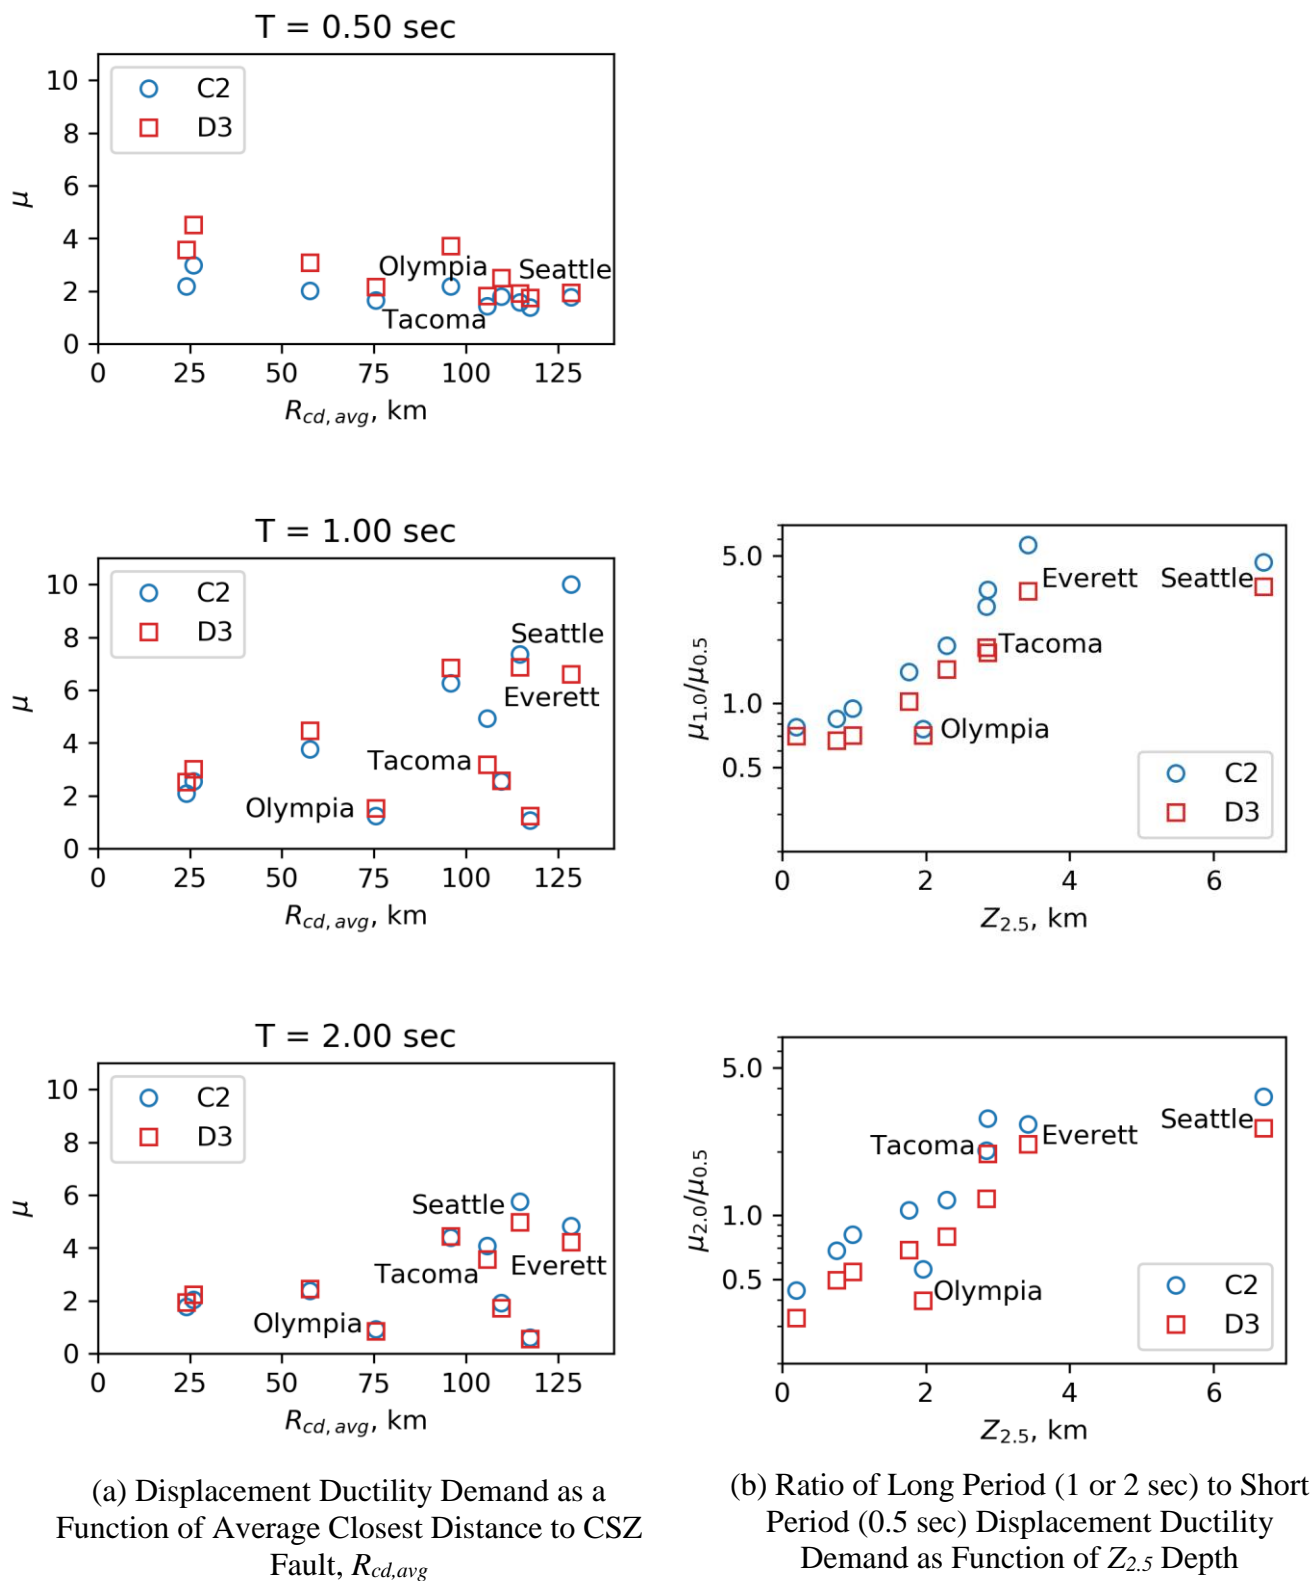 T = 0.50 sec
C2
D3
10
8
6
4
2
0
μ
Olympia
Seattle
Tacoma
0 25 50 75 100 125
R_cd,avg, km
T = 1.00 sec
C2
D3
10
8
6
4
2
0
μ
Seattle
Everett
Tacoma
Olympia
0 25 50 75 100 125
R_cd,avg, km
5.0
1.0
0.5
μ1.0/μ0.5
Everett
Seattle
Tacoma
Olympia
C2
D3
0 2 4 6
Z2.5, km
T = 2.00 sec
C2
D3
10
8
6
4
2
0
μ
Seattle
Tacoma
Everett
Olympia
0 25 50 75 100 125
R_cd,avg, km
5.0
1.0
0.5
μ2.0/μ0.5
Seattle
Everett
Tacoma
Olympia
C2
D3
0 2 4 6
Z2.5, km
(a) Displacement Ductility Demand as a
Function of Average Closest Distance to CSZ
Fault, Rcd,avg
(b) Ratio of Long Period (1 or 2 sec) to Short
Period (0.5 sec) Displacement Ductility
Demand as Function of Z2.5 Depth